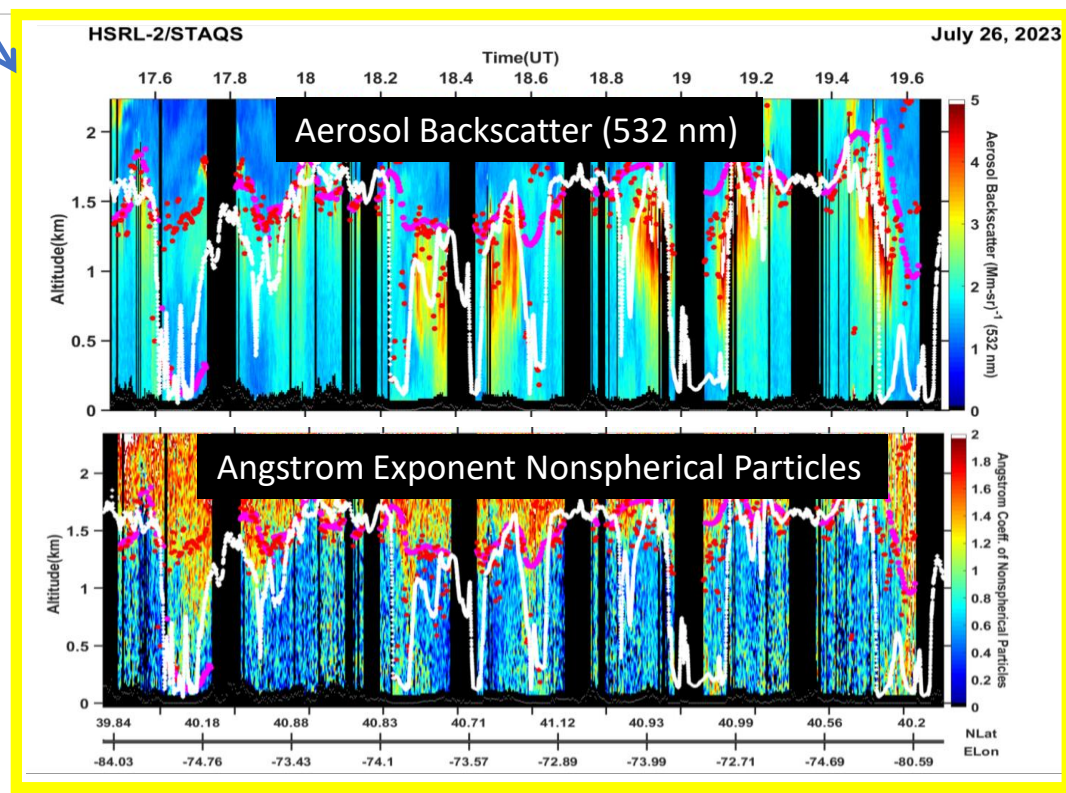 HSRL-2/STAQS July 26, 2023
Time(UT)
17.6 17.8 18 18.2 18.4 18.6 18.8 19 19.2 19.4 19.6
Aerosol Backscatter (532 nm)
Altitude(km)
2
1.5
1
0.5
0
5
4
3
2
1
0
Aerosol Backscatter (Mm-sr)⁻¹ (532 nm)
Angstrom Exponent Nonspherical Particles
Altitude(km)
2
1.5
1
0.5
0
2
1.8
1.6
1.4
1.2
1
0.8
0.6
0.4
0.2
0
Angstrom Coeff. of Nonspherical Particles
39.84 40.18 40.88 40.83 40.71 41.12 40.93 40.99 40.56 40.2
NLat
ELon
-84.03 -74.76 -73.43 -74.1 -73.57 -72.89 -73.99 -72.71 -74.69 -80.59